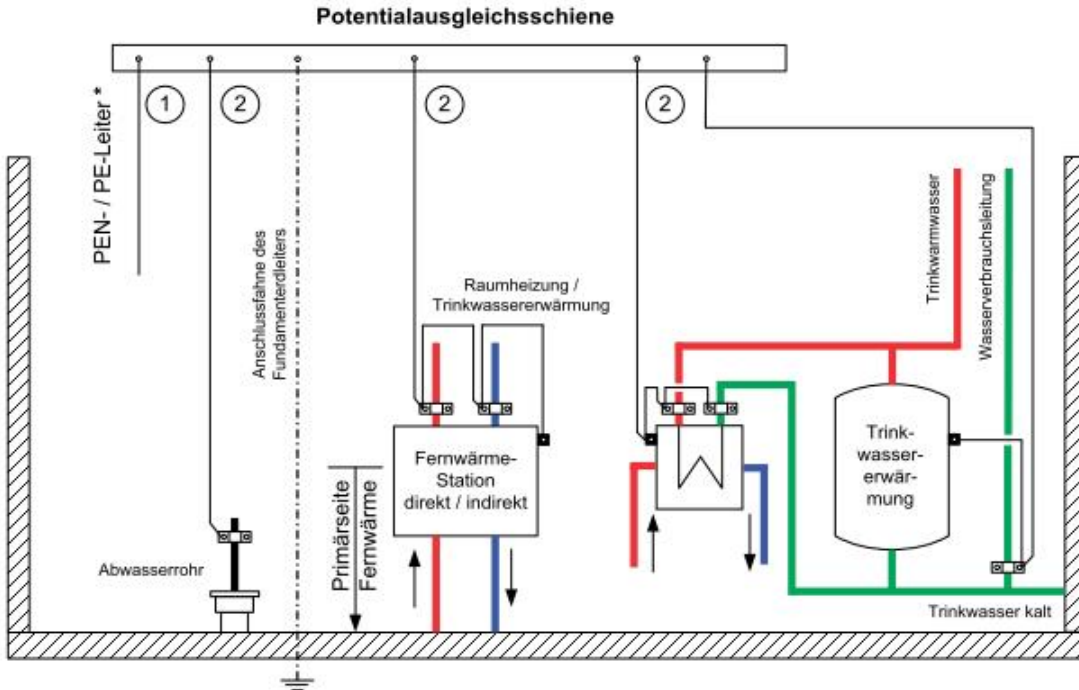 Potentialausgleichsschiene
PEN- / PE-Leiter *
1
2
2
2
Anschlussfahne des
Fundamenterdleiters
Raumheizung /
Trinkwassererwärmung
Trinkwarmwasser
Wasserverbrauchsleitung
Fernwärme-
Station
direkt / indirekt
Trink-
wasser-
erwär-
mung
Primärseite
Fernwärme
Abwasserrohr
Trinkwasser kalt